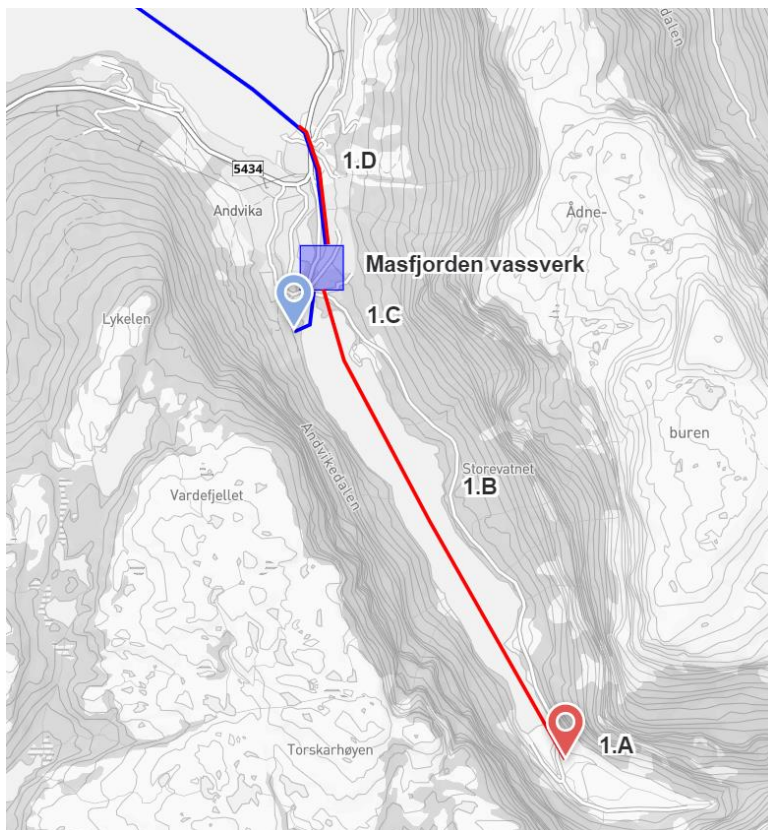 1.D
5434
Andvika
Ådne-
Masfjorden vassverk
1.C
Lykelen
buren
Andvikedalen
Storevatnet
1.B
Vardefjellet
1.A
Torskarhøyen